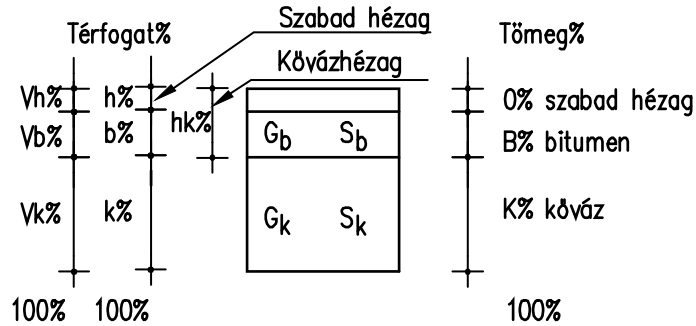 Szabad hézag
Térfogat%
Tömeg%
Kővázhézag
Vh% h% 0% szabad hézag
hk%
Vb% b% Gb Sb B% bitumen
Vk% k% Gk Sk K% kőváz
100% 100% 100%